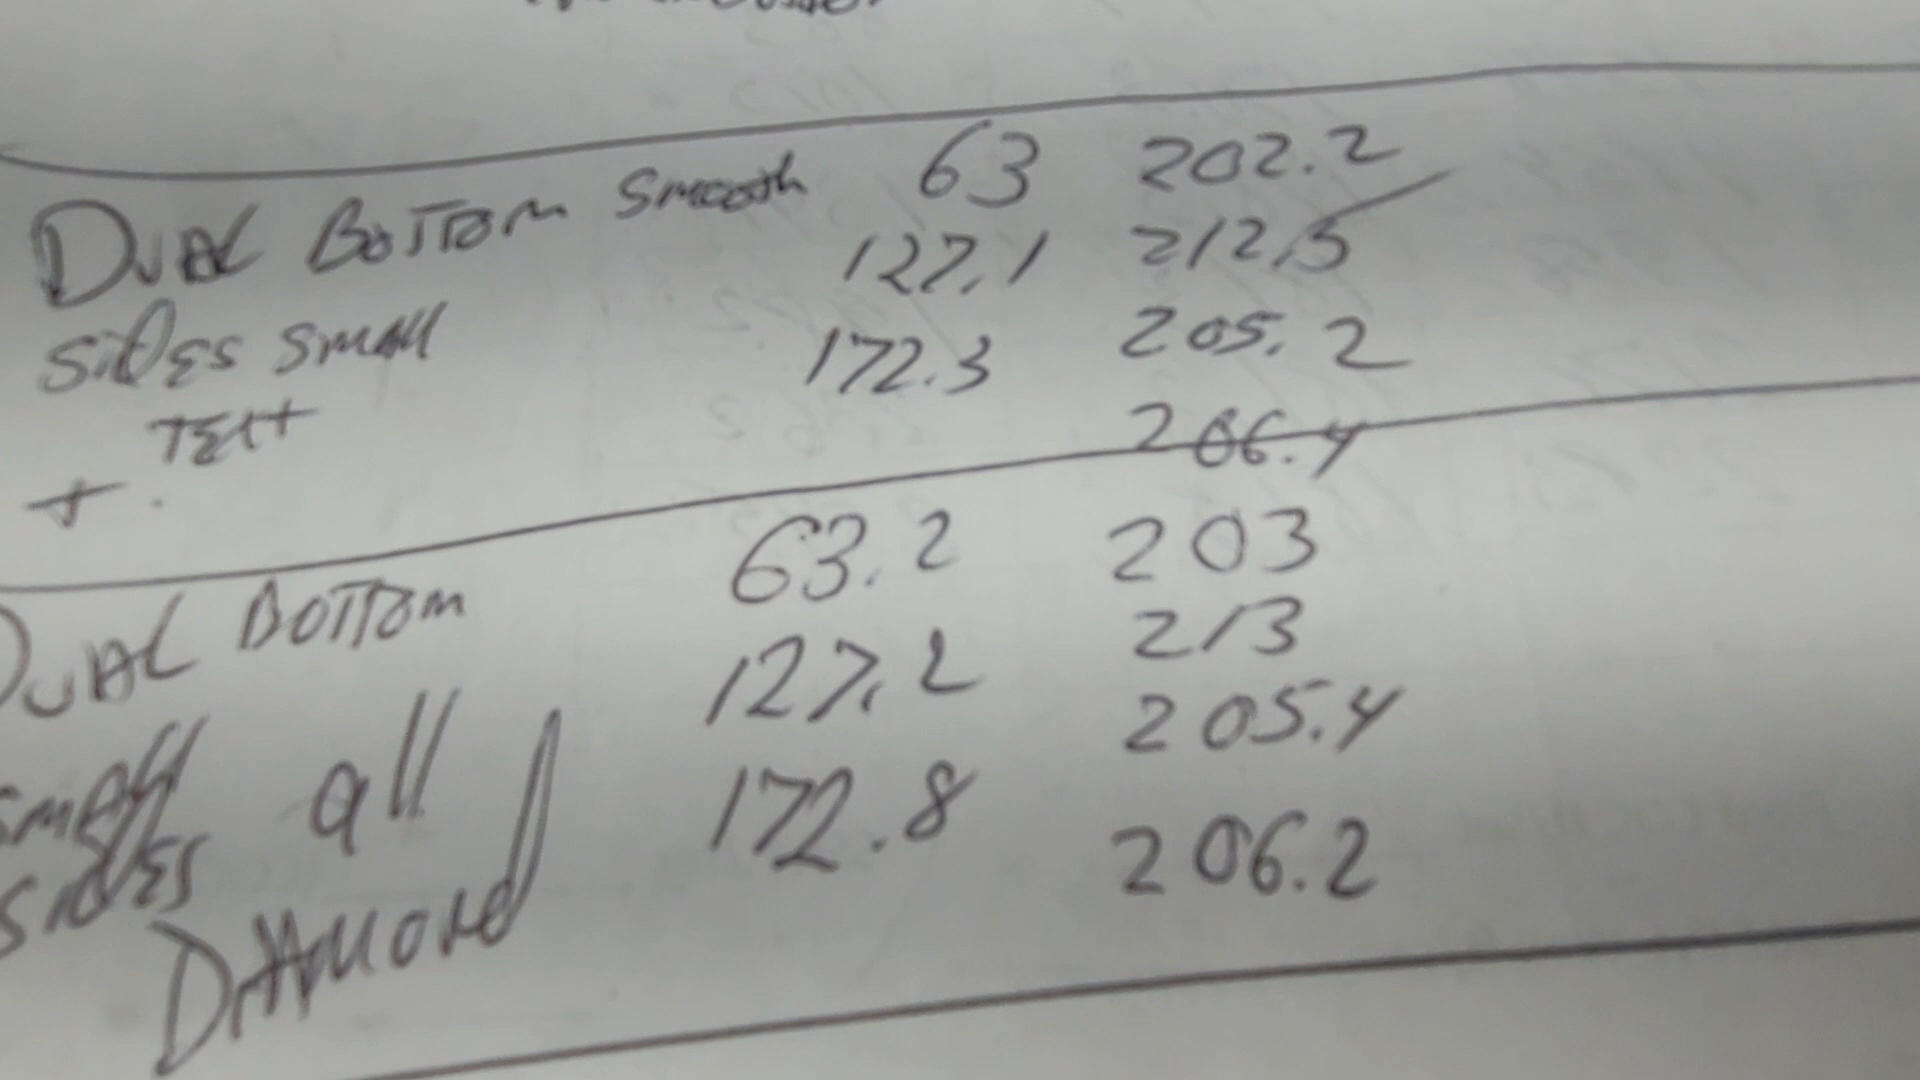 DUAL BOTTOM Smooth 63 202.2
127.1 212.5
SiDES Small 172.3 205.2
TExt 206.4
+
DUAL BOTTOM 63.2 203
127.2 213
205.4
Small all 172.8
SiDES 206.2
DiAMOND